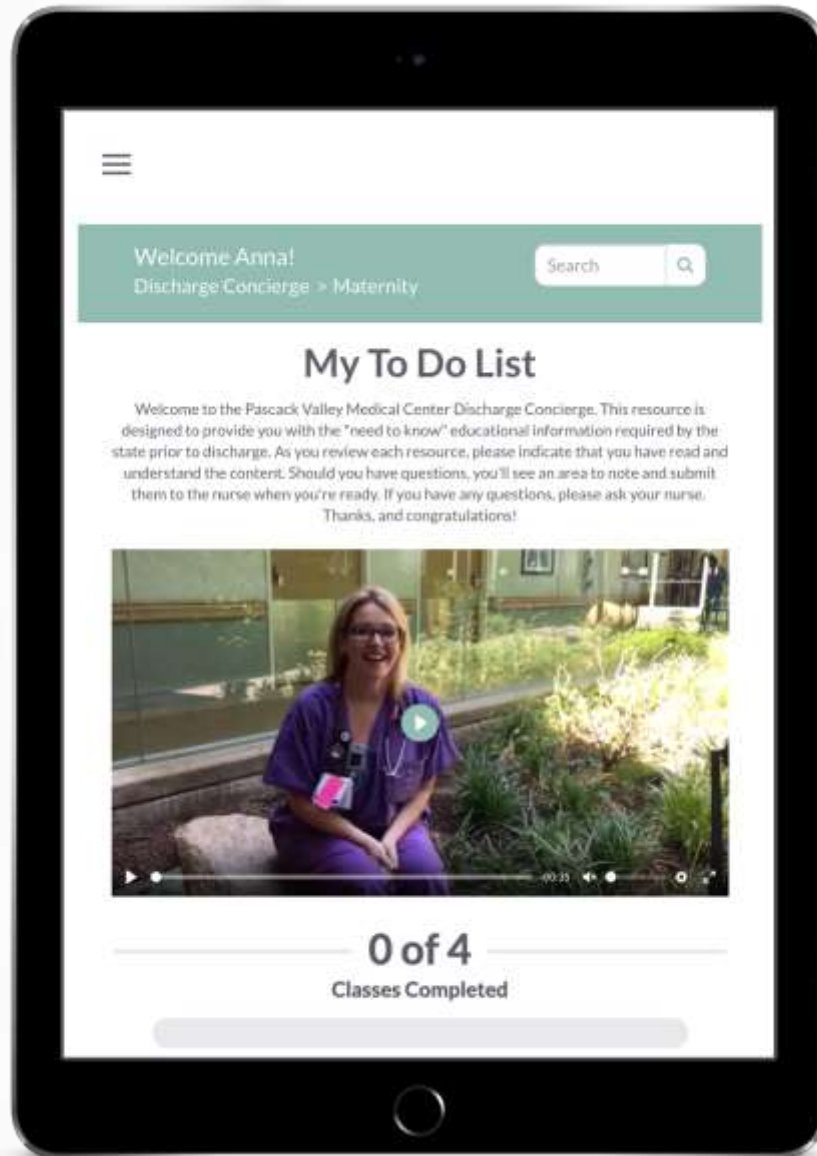 Welcome Anna!
Discharge Concierge > Maternity
Search
My To Do List
Welcome to the Pascack Valley Medical Center Discharge Concierge. This resource is
designed to provide you with the "need to know" educational information required by the
state prior to discharge. As you review each resource, please indicate that you have read and
understand the content. Should you have questions, you'll see an area to note and submit
them to the nurse when you're ready. If you have any questions, please ask your nurse.
Thanks, and congratulations!
00:35
0 of 4
Classes Completed